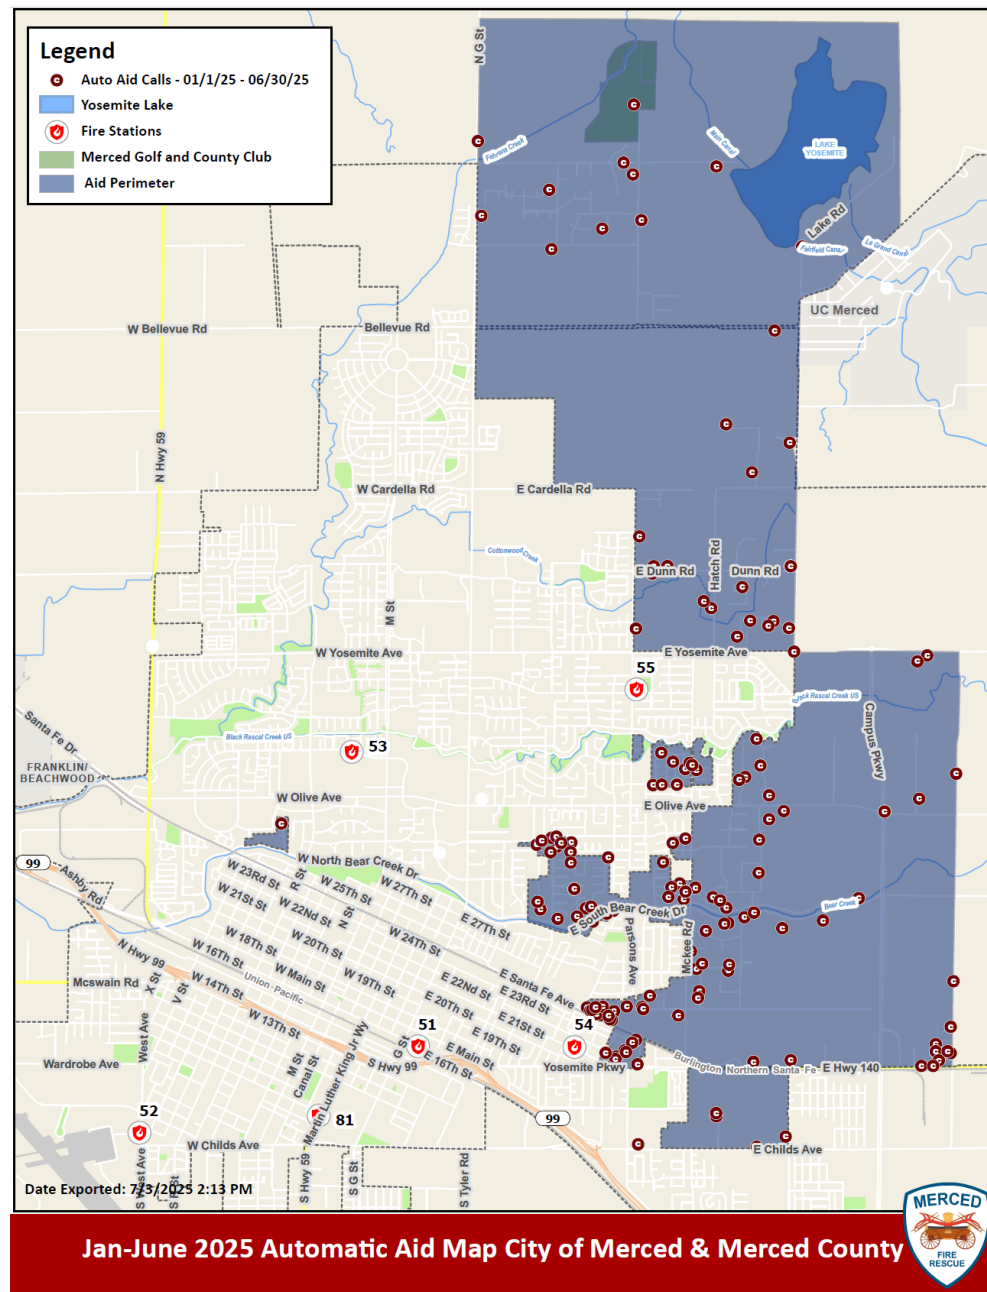 Legend
Auto Aid Calls - 01/1/25 - 06/30/25
Yosemite Lake
Fire Stations
Merced Golf and County Club
Aid Perimeter
N G St
Fahrens Creek
Main Canal
LAKE
YOSEMITE
Lake Rd
Fairfield Canal
Le Grand Canal
UC Merced
W Bellevue Rd
Bellevue Rd
N Hwy 59
W Cardella Rd
E Cardella Rd
Cottonwood Creek
E Dunn Rd
Hatch Rd
Dunn Rd
M St
W Yosemite Ave
E Yosemite Ave
55
Black Rascal Creek US
Campus Pkwy
Santa Fe Dr
Black Rascal Creek US
53
FRANKLIN/
BEACHWOOD
W Olive Ave
E Olive Ave
99
Ashby Rd
W North Bear Creek Dr
W 23Rd St
R St
W 25Th St
W 27Th St
W 21St St
W 22Nd St
N St
E 27Th St
E South Bear Creek Dr
Bear Creek
W 18Th St
W 20Th St
W 24Th St
Parsons Ave
Mckee Rd
N Hwy 99
W 16Th St
W Main St
W 19Th St
E 22Nd St
E Santa Fe Ave
E 23Rd St
Mcswain Rd
X St
V St
W 14Th St
Union Pacific
E 20Th St
E 21St St
W 13Th St
E 19Th St
West Ave
51
54
G St
E Main St
E 16Th St
S Hwy 99
Yosemite Pkwy
Burlington Northern Santa Fe
E Hwy 140
Wardrobe Ave
M St
Canal St
Martin Luther King Jr Wy
52
81
99
W Childs Ave
E Childs Ave
S West Ave
S R St
S Hwy 59
S G St
S Tyler Rd
Date Exported: 7/3/2025 2:13 PM
Jan-June 2025 Automatic Aid Map City of Merced & Merced County
MERCED
FIRE
RESCUE